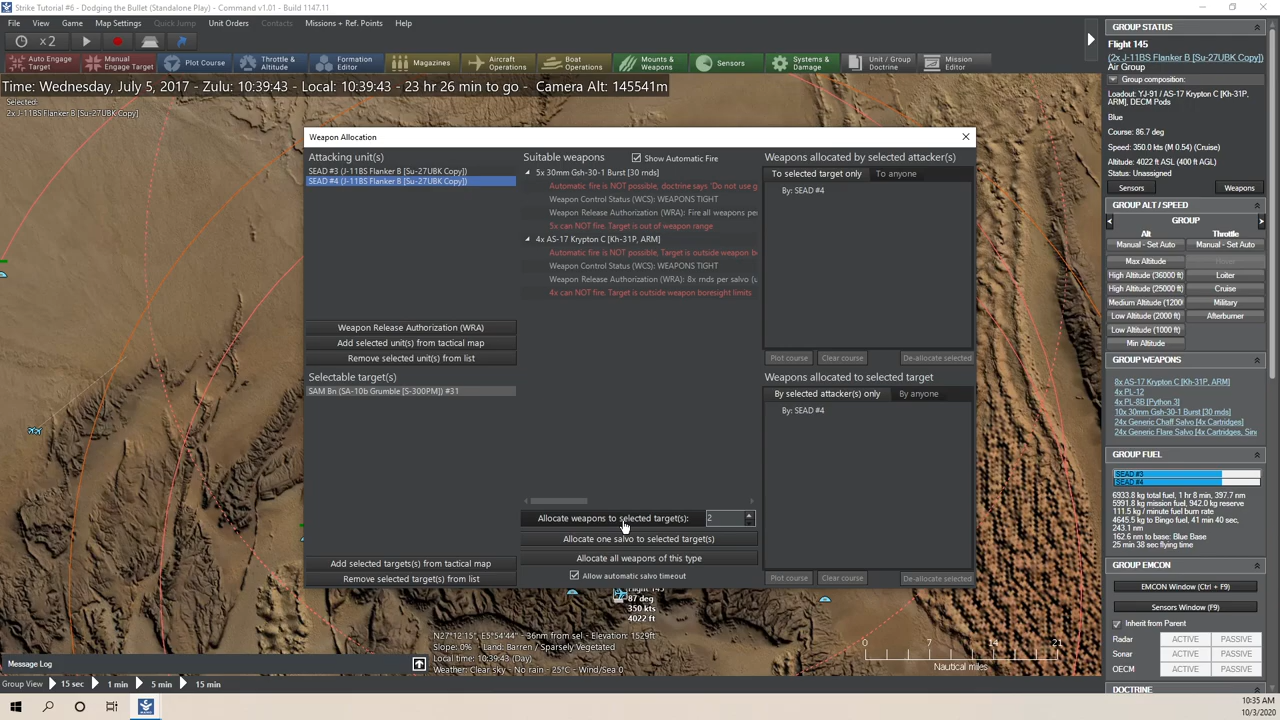 Strike Tutorial #6 - Dodging the Bullet (Standalone Play) - Command v1.01 - Build 1147.11
File View Game Map Settings Quick Jump Unit Orders Contacts Missions + Ref. Points Help
x 2
Auto Engage Target
Manual Engage Target
Plot Course
Throttle & Altitude
Formation Editor
Magazines
Aircraft Operations
Boat Operations
Mounts & Weapons
Sensors
Systems & Damage
Unit / Group Doctrine
Mission Editor
Time: Wednesday, July 5, 2017 - Zulu: 10:39:43 - Local: 10:39:43 - 23 hr 26 min to go - Camera Alt: 145541m
Selected:
2x J-11BS Flanker B [Su-27UBK Copy]
Weapon Allocation
Attacking unit(s)
SEAD #3 (J-11BS Flanker B [Su-27UBK Copy])
SEAD #4 (J-11BS Flanker B [Su-27UBK Copy])
Weapon Release Authorization (WRA)
Add selected unit(s) from tactical map
Remove selected unit(s) from list
Selectable target(s)
SAM Bn (SA-10b Grumble [S-300PM]) #31
Add selected targets(s) from tactical map
Remove selected target(s) from list
Suitable weapons
Show Automatic Fire
5x 30mm Gsh-30-1 Burst [30 rnds]
Automatic fire is NOT possible, doctrine says "Do not use g
Weapon Control Status (WCS): WEAPONS TIGHT
Weapon Release Authorization (WRA): Fire all weapons pe
5x can NOT fire. Target is out of weapon range
4x AS-17 Krypton C [Kh-31P, ARM]
Automatic fire is NOT possible, Target is outside weapon b
Weapon Control Status (WCS): WEAPONS TIGHT
Weapon Release Authorization (WRA): 8x rnds per salvo (u
4x can NOT fire. Target is outside weapon boresight limits
Allocate weapons to selected target(s): 2
Allocate one salvo to selected target(s)
Allocate all weapons of this type
Allow automatic salvo timeout
Weapons allocated by selected attacker(s)
To selected target only To anyone
By: SEAD #4
Plot course Clear course De-allocate selected
Weapons allocated to selected target
By selected attacker(s) only By anyone
By: SEAD #4
Plot course Clear course De-allocate selected
Flight 145
87 deg
350 kts
4022 ft
N27°12'15", E5°54'44" - 36nm from sel - Elevation: 1529ft
Slope: 0% - Land: Barren / Sparsely Vegetated
Local time: 10:39:43 (Day)
Weather: Clear sky - No rain - 25°C - Wind/Sea 0
0 7 14 21
Nautical miles
Message Log
Group View 15 sec 1 min 5 min 15 min
GROUP STATUS
Flight 145
(2x J-11BS Flanker B [Su-27UBK Copy])
Air Group
Group composition:
Loadout: YJ-91 / AS-17 Krypton C [Kh-31P, ARM], DECM Pods
Blue
Course: 86.7 deg
Speed: 350.0 kts (M 0.54) (Cruise)
Altitude: 4022 ft ASL (400 ft AGL)
Status: Unassigned
Sensors Weapons
GROUP ALT / SPEED
GROUP
Alt Throttle
Manual - Set Auto Manual - Set Auto
Max Altitude
High Altitude (36000 ft) Loiter
High Altitude (25000 ft) Cruise
Medium Altitude (1200 Military
Low Altitude (2000 ft) Afterburner
Low Altitude (1000 ft)
Min Altitude
GROUP WEAPONS
8x AS-17 Krypton C [Kh-31P, ARM]
4x PL-12
4x PL-8B [Python 3]
10x 30mm Gsh-30-1 Burst [30 rnds]
24x Generic Chaff Salvo [4x Cartridges]
24x Generic Flare Salvo [4x Cartridges, Sin
GROUP FUEL
SEAD #3
SEAD #4
6933.8 kg total fuel, 1 hr 8 min, 397.7 nm
5991.8 kg mission fuel, 942.0 kg reserve
111.5 kg / minute fuel burn rate
4645.5 kg to Bingo fuel, 41 min 40 sec, 243.1 nm
162.6 nm to base: Blue Base
25 min 38 sec flying time
GROUP EMCON
EMCON Window (Ctrl + F9)
Sensors Window (F9)
Inherit from Parent
Radar ACTIVE PASSIVE
Sonar ACTIVE PASSIVE
OECM ACTIVE PASSIVE
DOCTRINE
10:35 AM
10/3/2020